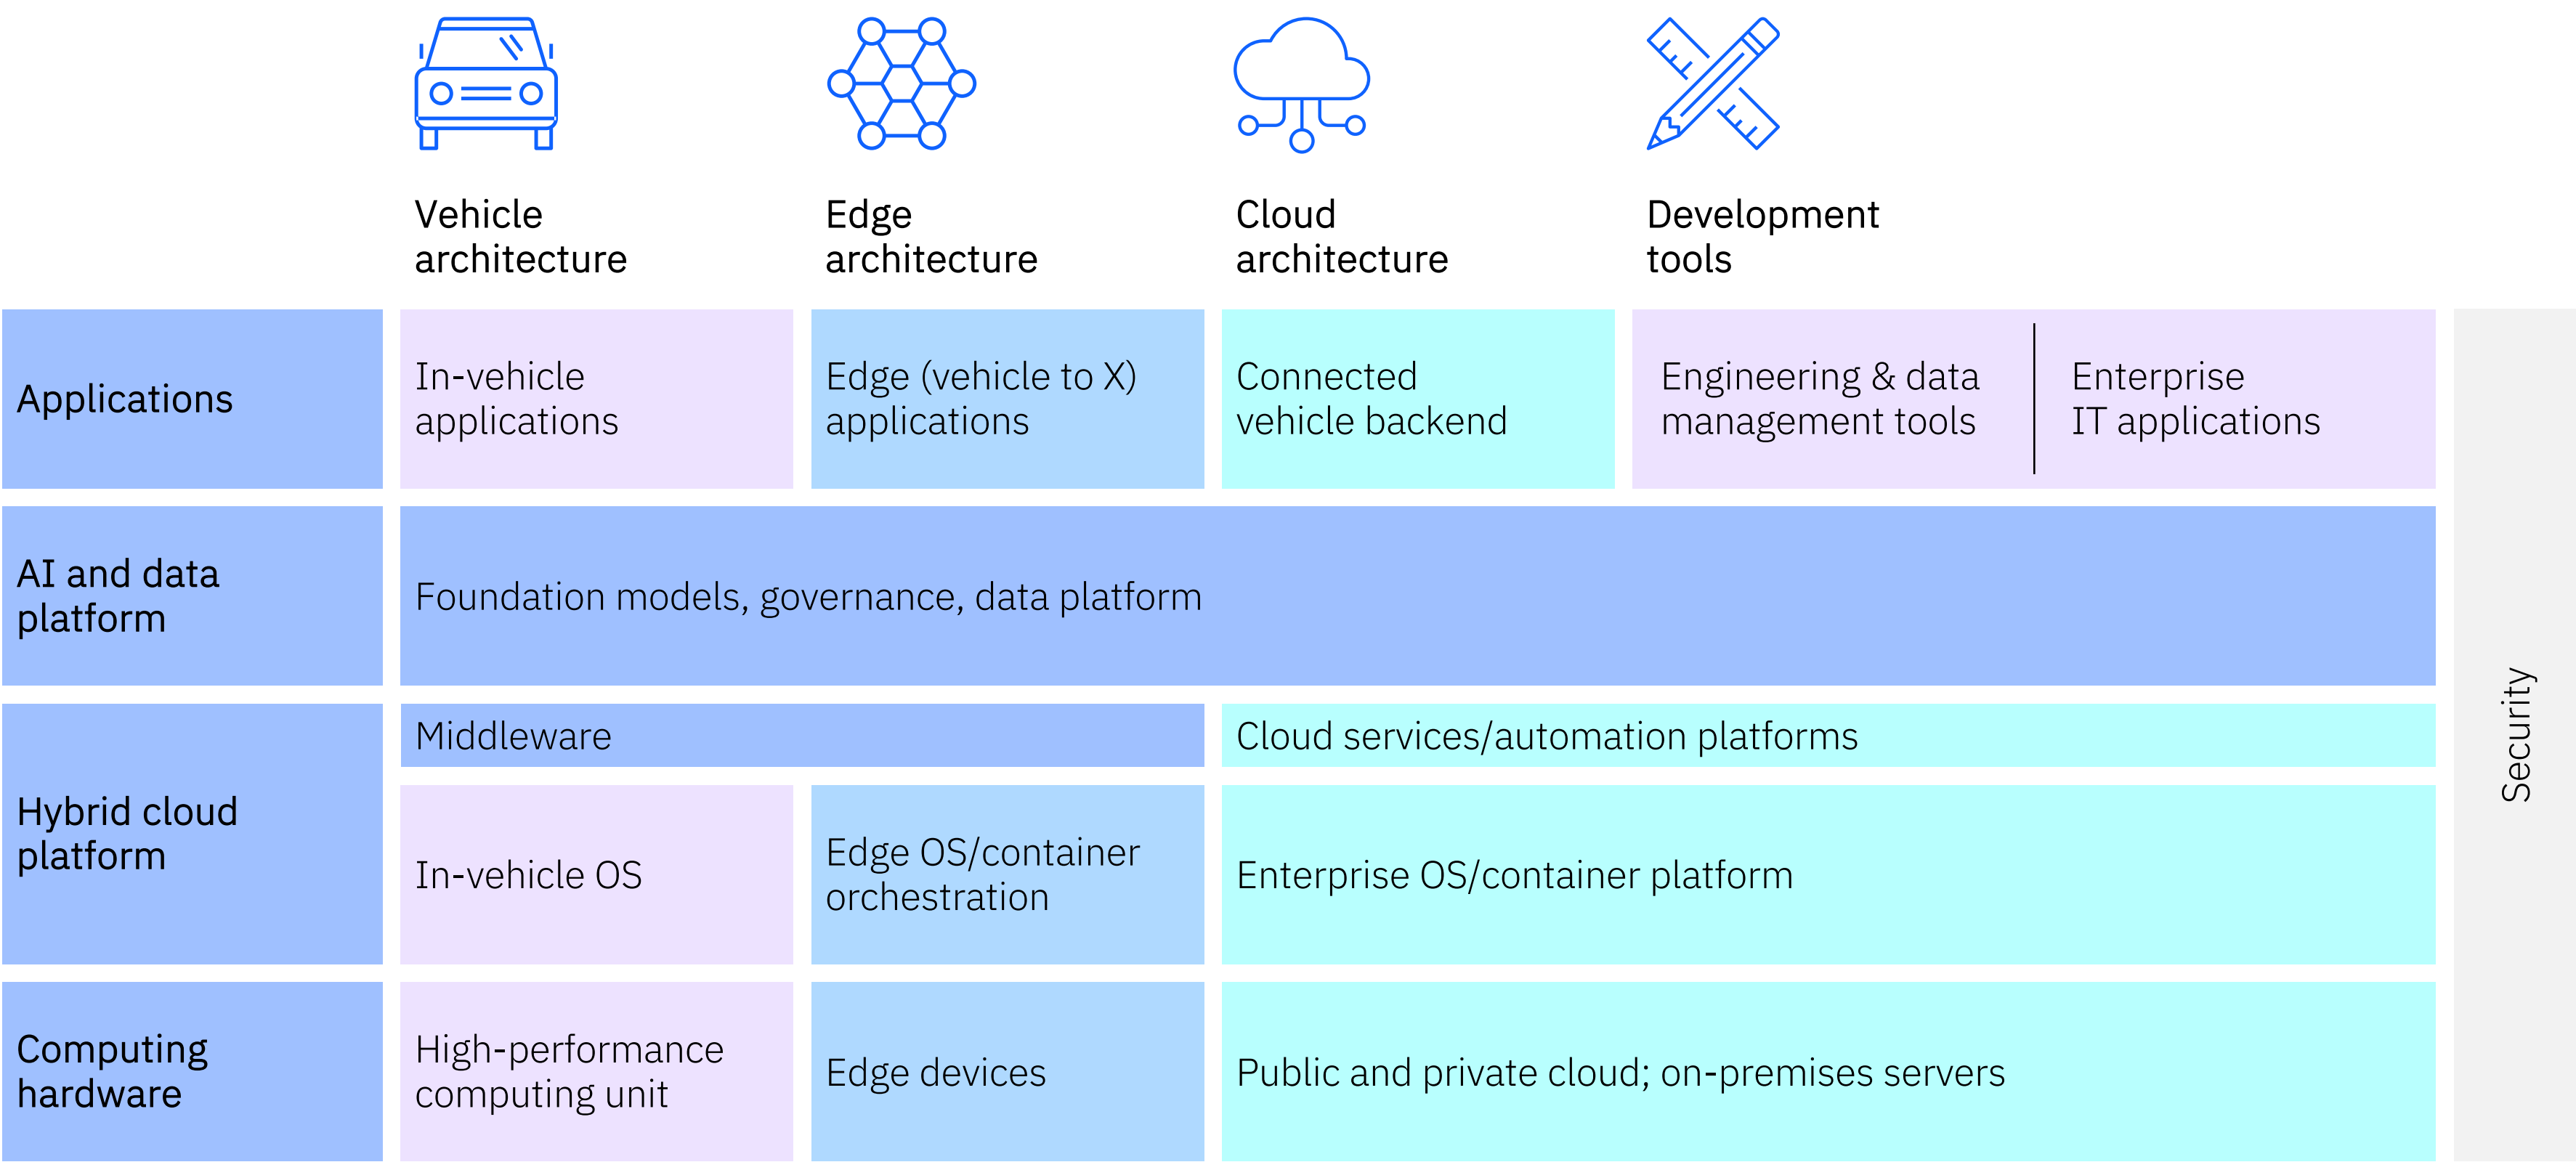 Vehicle
architecture
Edge
architecture
Cloud
architecture
Development
tools
Applications
In-vehicle
applications
Edge (vehicle to X)
applications
Connected
vehicle backend
Engineering & data
management tools
Enterprise
IT applications
AI and data
platform
Foundation models, governance, data platform
Hybrid cloud
platform
Middleware
Cloud services/automation platforms
In-vehicle OS
Edge OS/container
orchestration
Enterprise OS/container platform
Computing
hardware
High-performance
computing unit
Edge devices
Public and private cloud; on-premises servers
Security